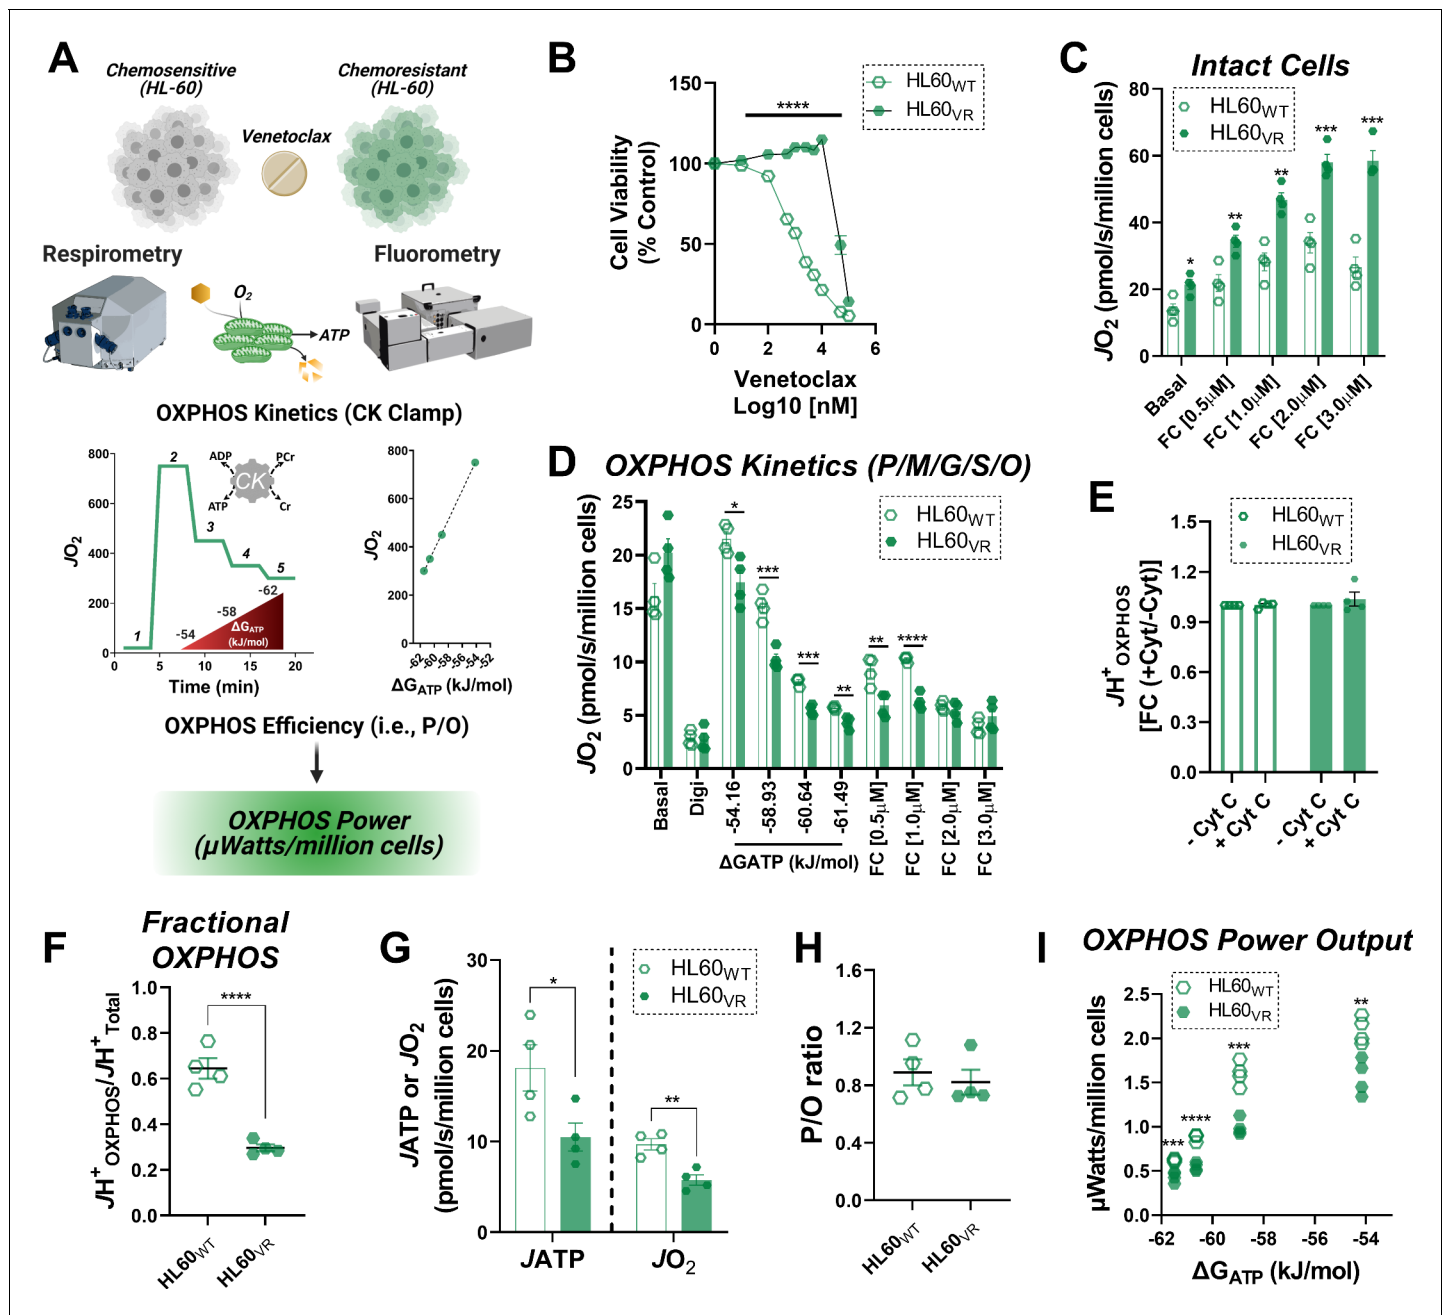 A
Chemosensitive
(HL-60)
Chemoresistant
(HL-60)
Venetoclax
Respirometry
Fluorometry
O2
ATP
OXPHOS Kinetics (CK Clamp)
JO2
800
600
400
200
0
1
2
3
4
5
ADP
PCr
CK
ATP
Cr
-54
-58
-62
ΔGATP
(kJ/mol)
0 5 10 15 20
Time (min)
JO2
800
600
400
200
0
-62 -60 -58 -56 -54 -52
ΔGATP (kJ/mol)
OXPHOS Efficiency (i.e., P/O)
OXPHOS Power
(µWatts/million cells)
B
HL60WT
HL60VR
****
Cell Viability
(% Control)
150
100
50
0
0 2 4 6
Venetoclax
Log10 [nM]
C
Intact Cells
HL60WT
HL60VR
JO2 (pmol/s/million cells)
80
60
40
20
0
* ** ** *** ***
Basal
FC [0.5µM]
FC [1.0µM]
FC [2.0µM]
FC [3.0µM]
D
OXPHOS Kinetics (P/M/G/S/O)
HL60WT
HL60VR
JO2 (pmol/s/million cells)
25
20
15
10
5
0
* *** *** ** ** ****
Basal
Digi
-54.16
-58.93
-60.64
-61.49
FC [0.5µM]
FC [1.0µM]
FC [2.0µM]
FC [3.0µM]
ΔGATP (kJ/mol)
E
HL60WT
HL60VR
JH+OXPHOS
[FC (+Cyt/-Cyt)]
1.5
1.2
0.9
0.6
0.3
0.0
- Cyt C
+ Cyt C
- Cyt C
+ Cyt C
F
Fractional
OXPHOS
JH+OXPHOS/JH+Total
1.0
0.8
0.6
0.4
0.2
0.0
****
HL60WT
HL60VR
G
HL60WT
HL60VR
JATP or JO2
(pmol/s/million cells)
30
20
10
0
*
**
JATP
JO2
H
P/O ratio
1.6
1.2
0.8
0.4
0.0
HL60WT
HL60VR
I
OXPHOS Power Output
HL60WT
HL60VR
µWatts/million cells
2.5
2.0
1.5
1.0
0.5
0.0
*** **** *** **
-62 -60 -58 -56 -54
ΔGATP (kJ/mol)